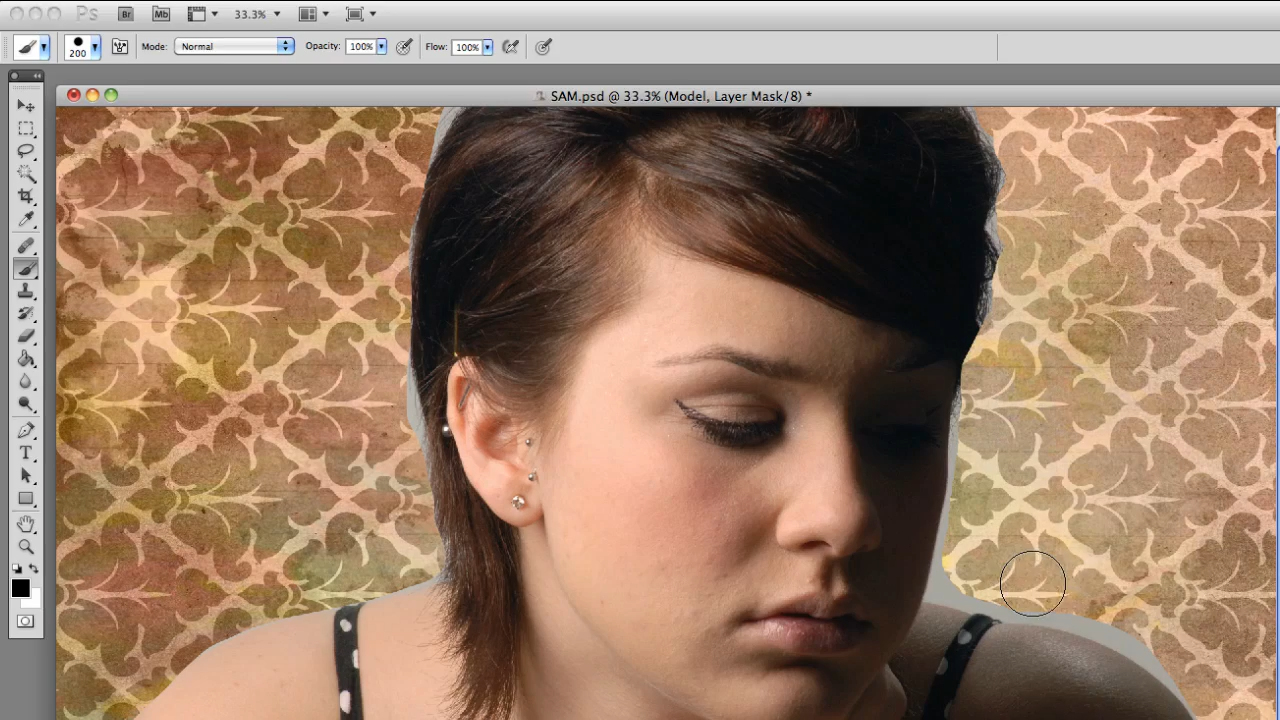 Ps Br Mb 33.3%
200 Mode: Normal Opacity: 100% Flow: 100%
SAM.psd @ 33.3% (Model, Layer Mask/8) *
T